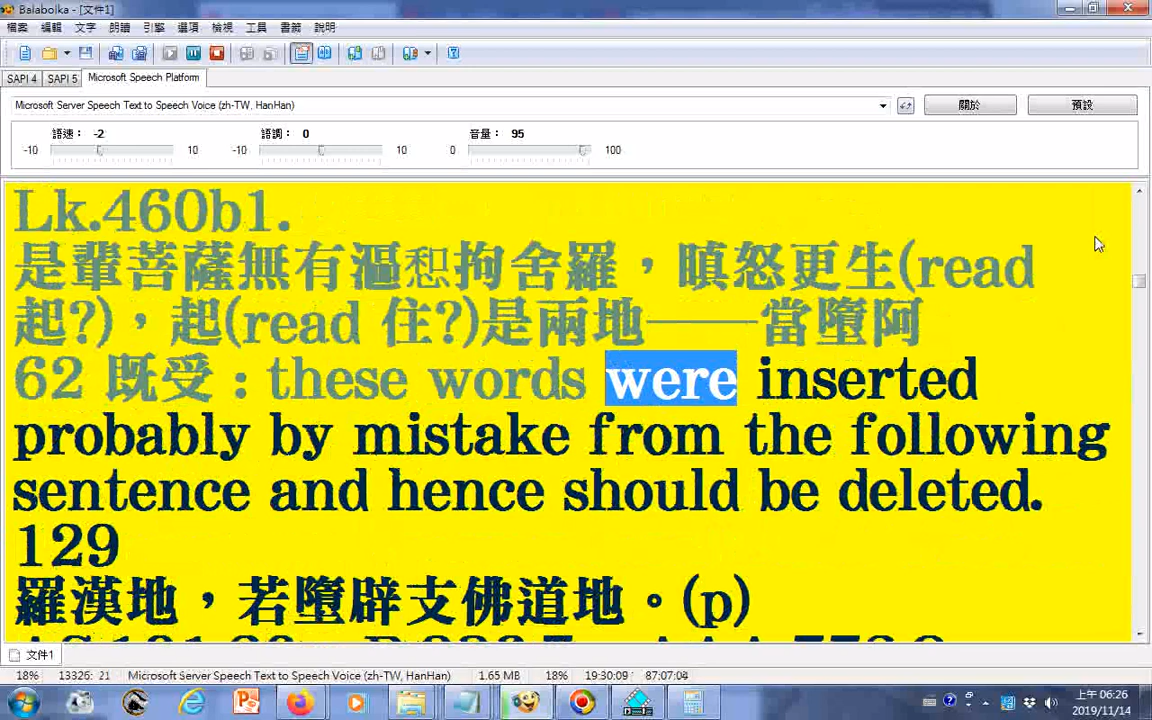 Balabolka - [文件1]
檔案 編輯 文字 朗讀 引擎 選項 檢視 工具 書籤 說明
SAPI 4 SAPI 5 Microsoft Speech Platform
Microsoft Server Speech Text to Speech Voice (zh-TW, HanHan) 關於 預設
語速： -2 語調： 0 音量： 95
-10 10 -10 10 0 100
Lk.460b1.
是輩菩薩無有漚惒拘舍羅，瞋怒更生(read
起?)，起(read 住?)是兩地——當墮阿
62 既受：these words were inserted
probably by mistake from the following
sentence and hence should be deleted.
129
羅漢地，若墮辟支佛道地。(p)
文件1
18% 13326: 21 Microsoft Server Speech Text to Speech Voice (zh-TW, HanHan) 1.65 MB 18% 19:30:09 87:07:04
上午 06:26
2019/11/14